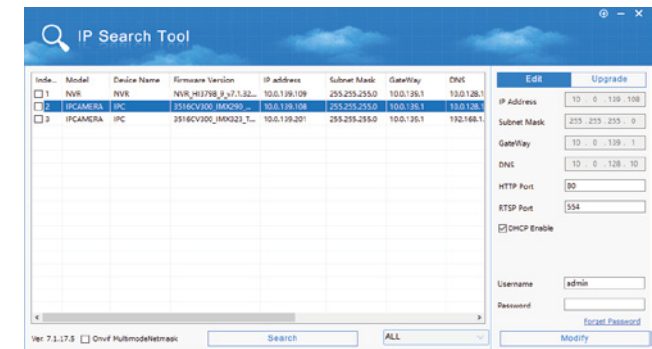 IP Search Tool
Inde... Model Device Name Firmware Version IP address Subnet Mask GateWay DNS
1 NVR NVR NVR_HI3798_9_v7.1.32... 10.0.139.109 255.255.255.0 10.0.139.1 10.0.128.1
2 IPCAMERA IPC 3516CV300_IMX290_... 10.0.139.108 255.255.255.0 10.0.139.1 10.0.128.1
3 IPCAMERA IPC 3516CV300_IMX323_T... 10.0.139.201 255.255.255.0 10.0.139.1 192.168.1.
Edit Upgrade
IP Address 10 . 0 . 139 . 108
Subnet Mask 255 . 255 . 255 . 0
GateWay 10 . 0 . 139 . 1
DNS 10 . 0 . 128 . 10
HTTP Port 80
RTSP Port 554
DHCP Enable
Username admin
Password
Forget Password
Modify
Ver. 7.1.17.5 Onvif MultimodeNetmask Search ALL